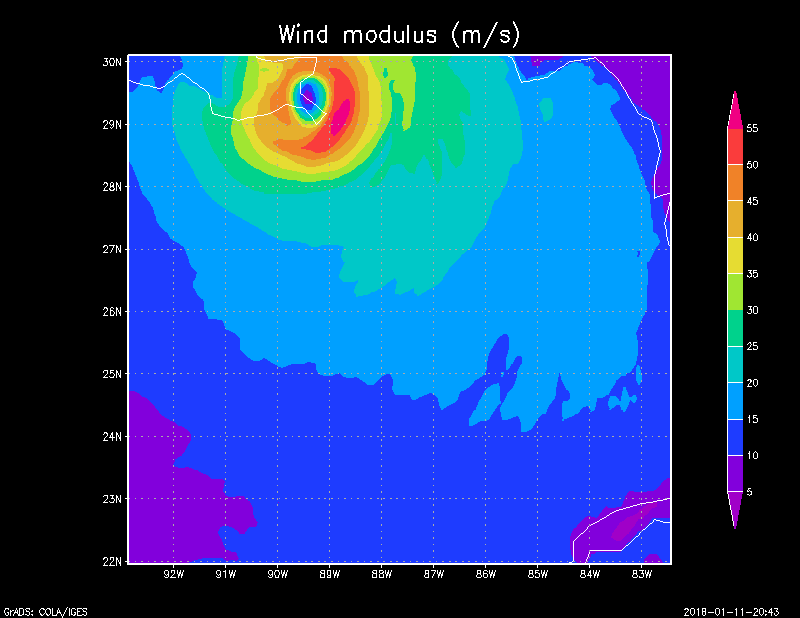 Wind modulus (m/s)
30N
29N
28N
27N
26N
25N
24N
23N
22N
92W 91W 90W 89W 88W 87W 86W 85W 84W 83W
55
50
45
40
35
30
25
20
15
10
5
GrADS: COLA/IGES
2018-01-11-20:43